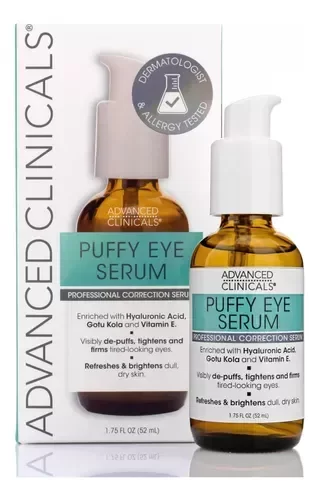 ADVANCED CLINICALS®
DERMATOLOGIST
& ALLERGY TESTED
ADVANCED
CLINICALS®
PUFFY EYE
SERUM
PROFESSIONAL CORRECTION SERUM
Enriched with Hyaluronic Acid,
Gotu Kola and Vitamin E.
Visibly de-puffs, tightens and
firms tired-looking eyes.
Refreshes & brightens dull,
dry skin.
1.75 FL OZ (52 mL)
ADVANCED
CLINICALS®
PUFFY EYE
SERUM
PROFESSIONAL CORRECTION SERUM
Enriched with Hyaluronic Acid,
Gotu Kola and Vitamin E.
Visibly de-puffs, tightens and
firms tired-looking eyes.
Refreshes & brightens dull,
dry skin.
1.75 FL OZ (52 mL)